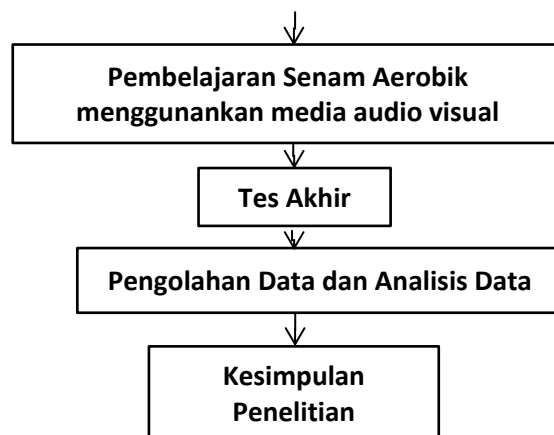 Pembelajaran Senam Aerobik
menggunankan media audio visual
Tes Akhir
Pengolahan Data dan Analisis Data
Kesimpulan
Penelitian